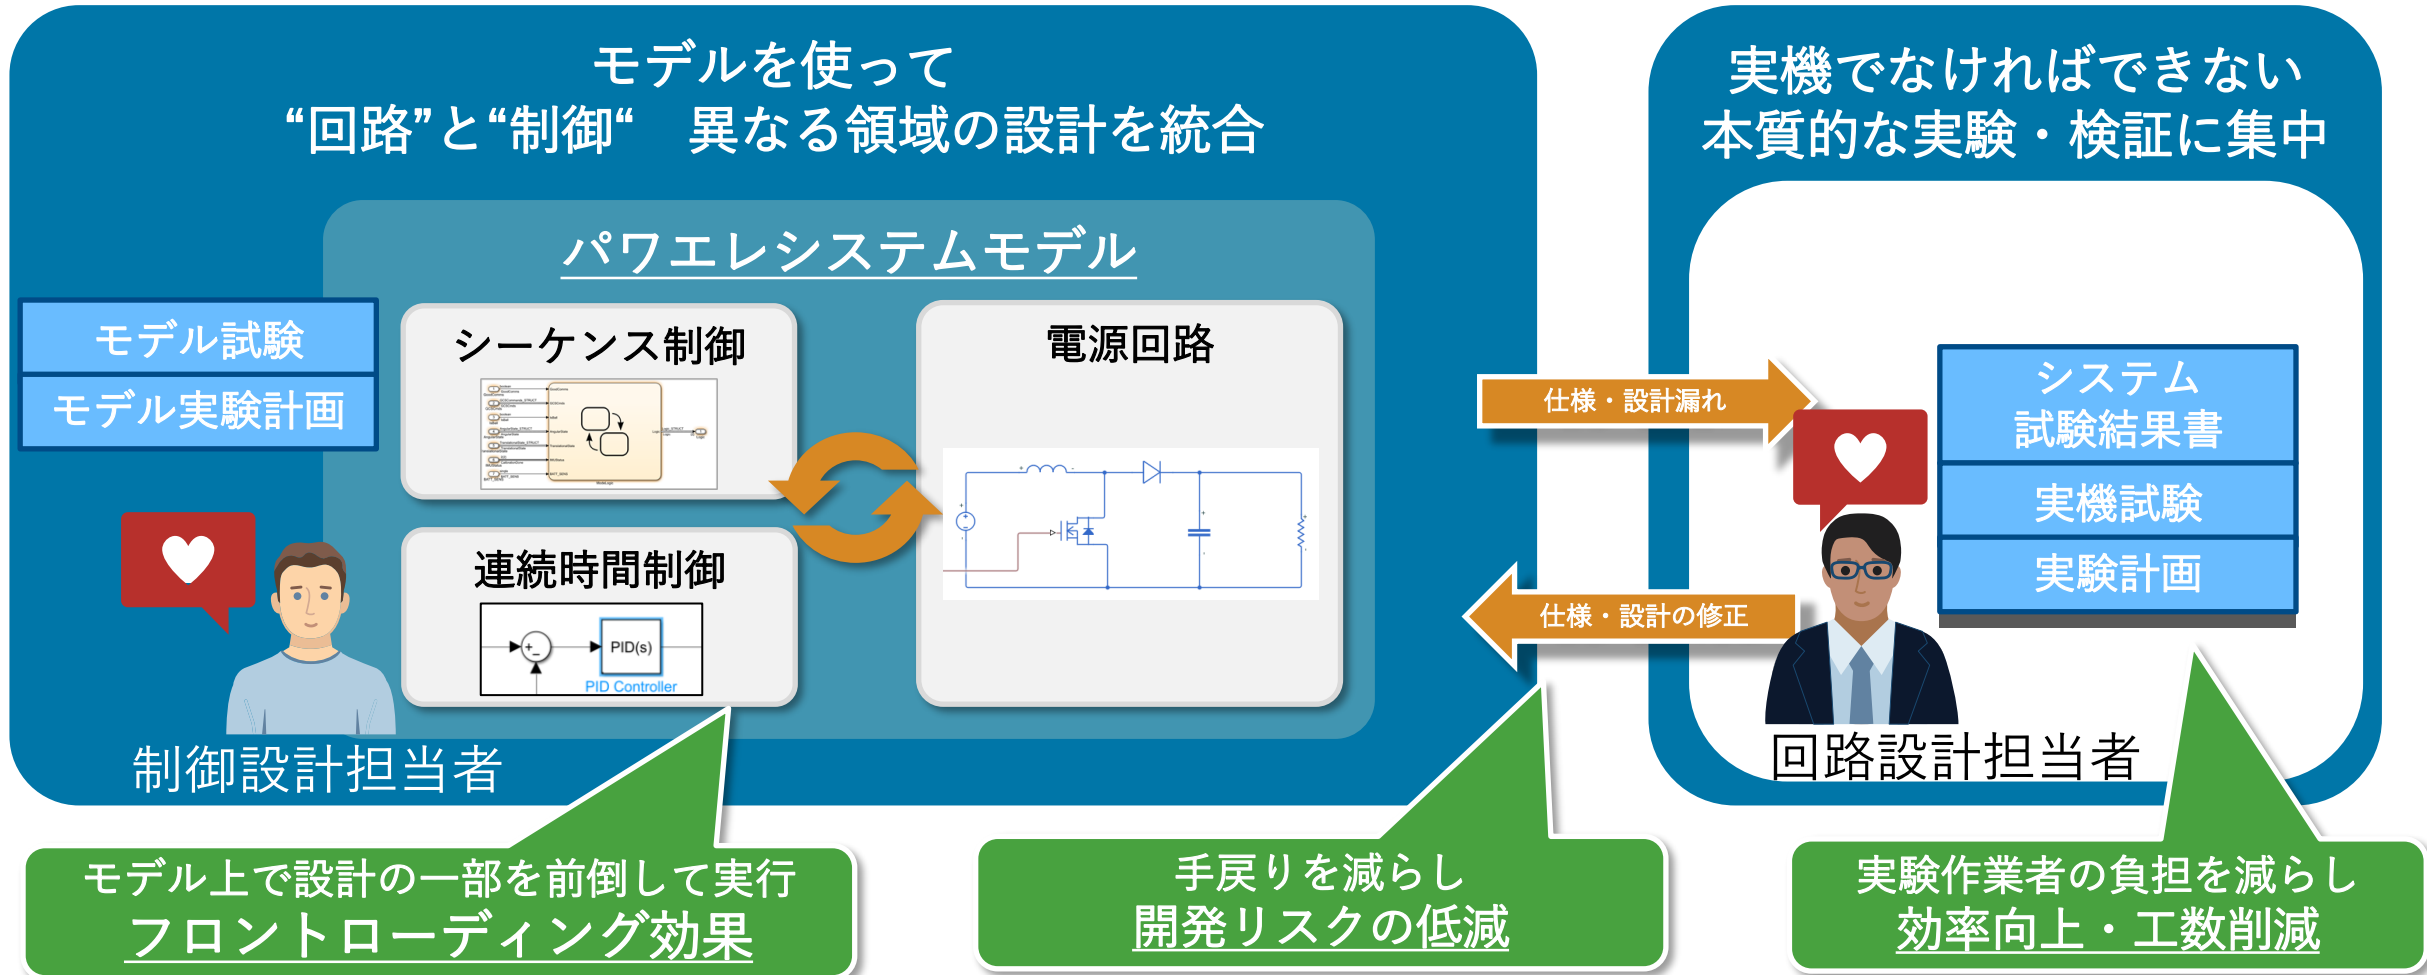 モデルを使って
“回路”と“制御“　異なる領域の設計を統合
パワエレシステムモデル
モデル試験
モデル実験計画
シーケンス制御
電源回路
連続時間制御
PID(s)
PID Controller
制御設計担当者
実機でなければできない
本質的な実験・検証に集中
仕様・設計漏れ
仕様・設計の修正
システム
試験結果書
実機試験
実験計画
回路設計担当者
モデル上で設計の一部を前倒しして実行
フロントローディング効果
手戻りを減らし
開発リスクの低減
実験作業者の負担を減らし
効率向上・工数削減